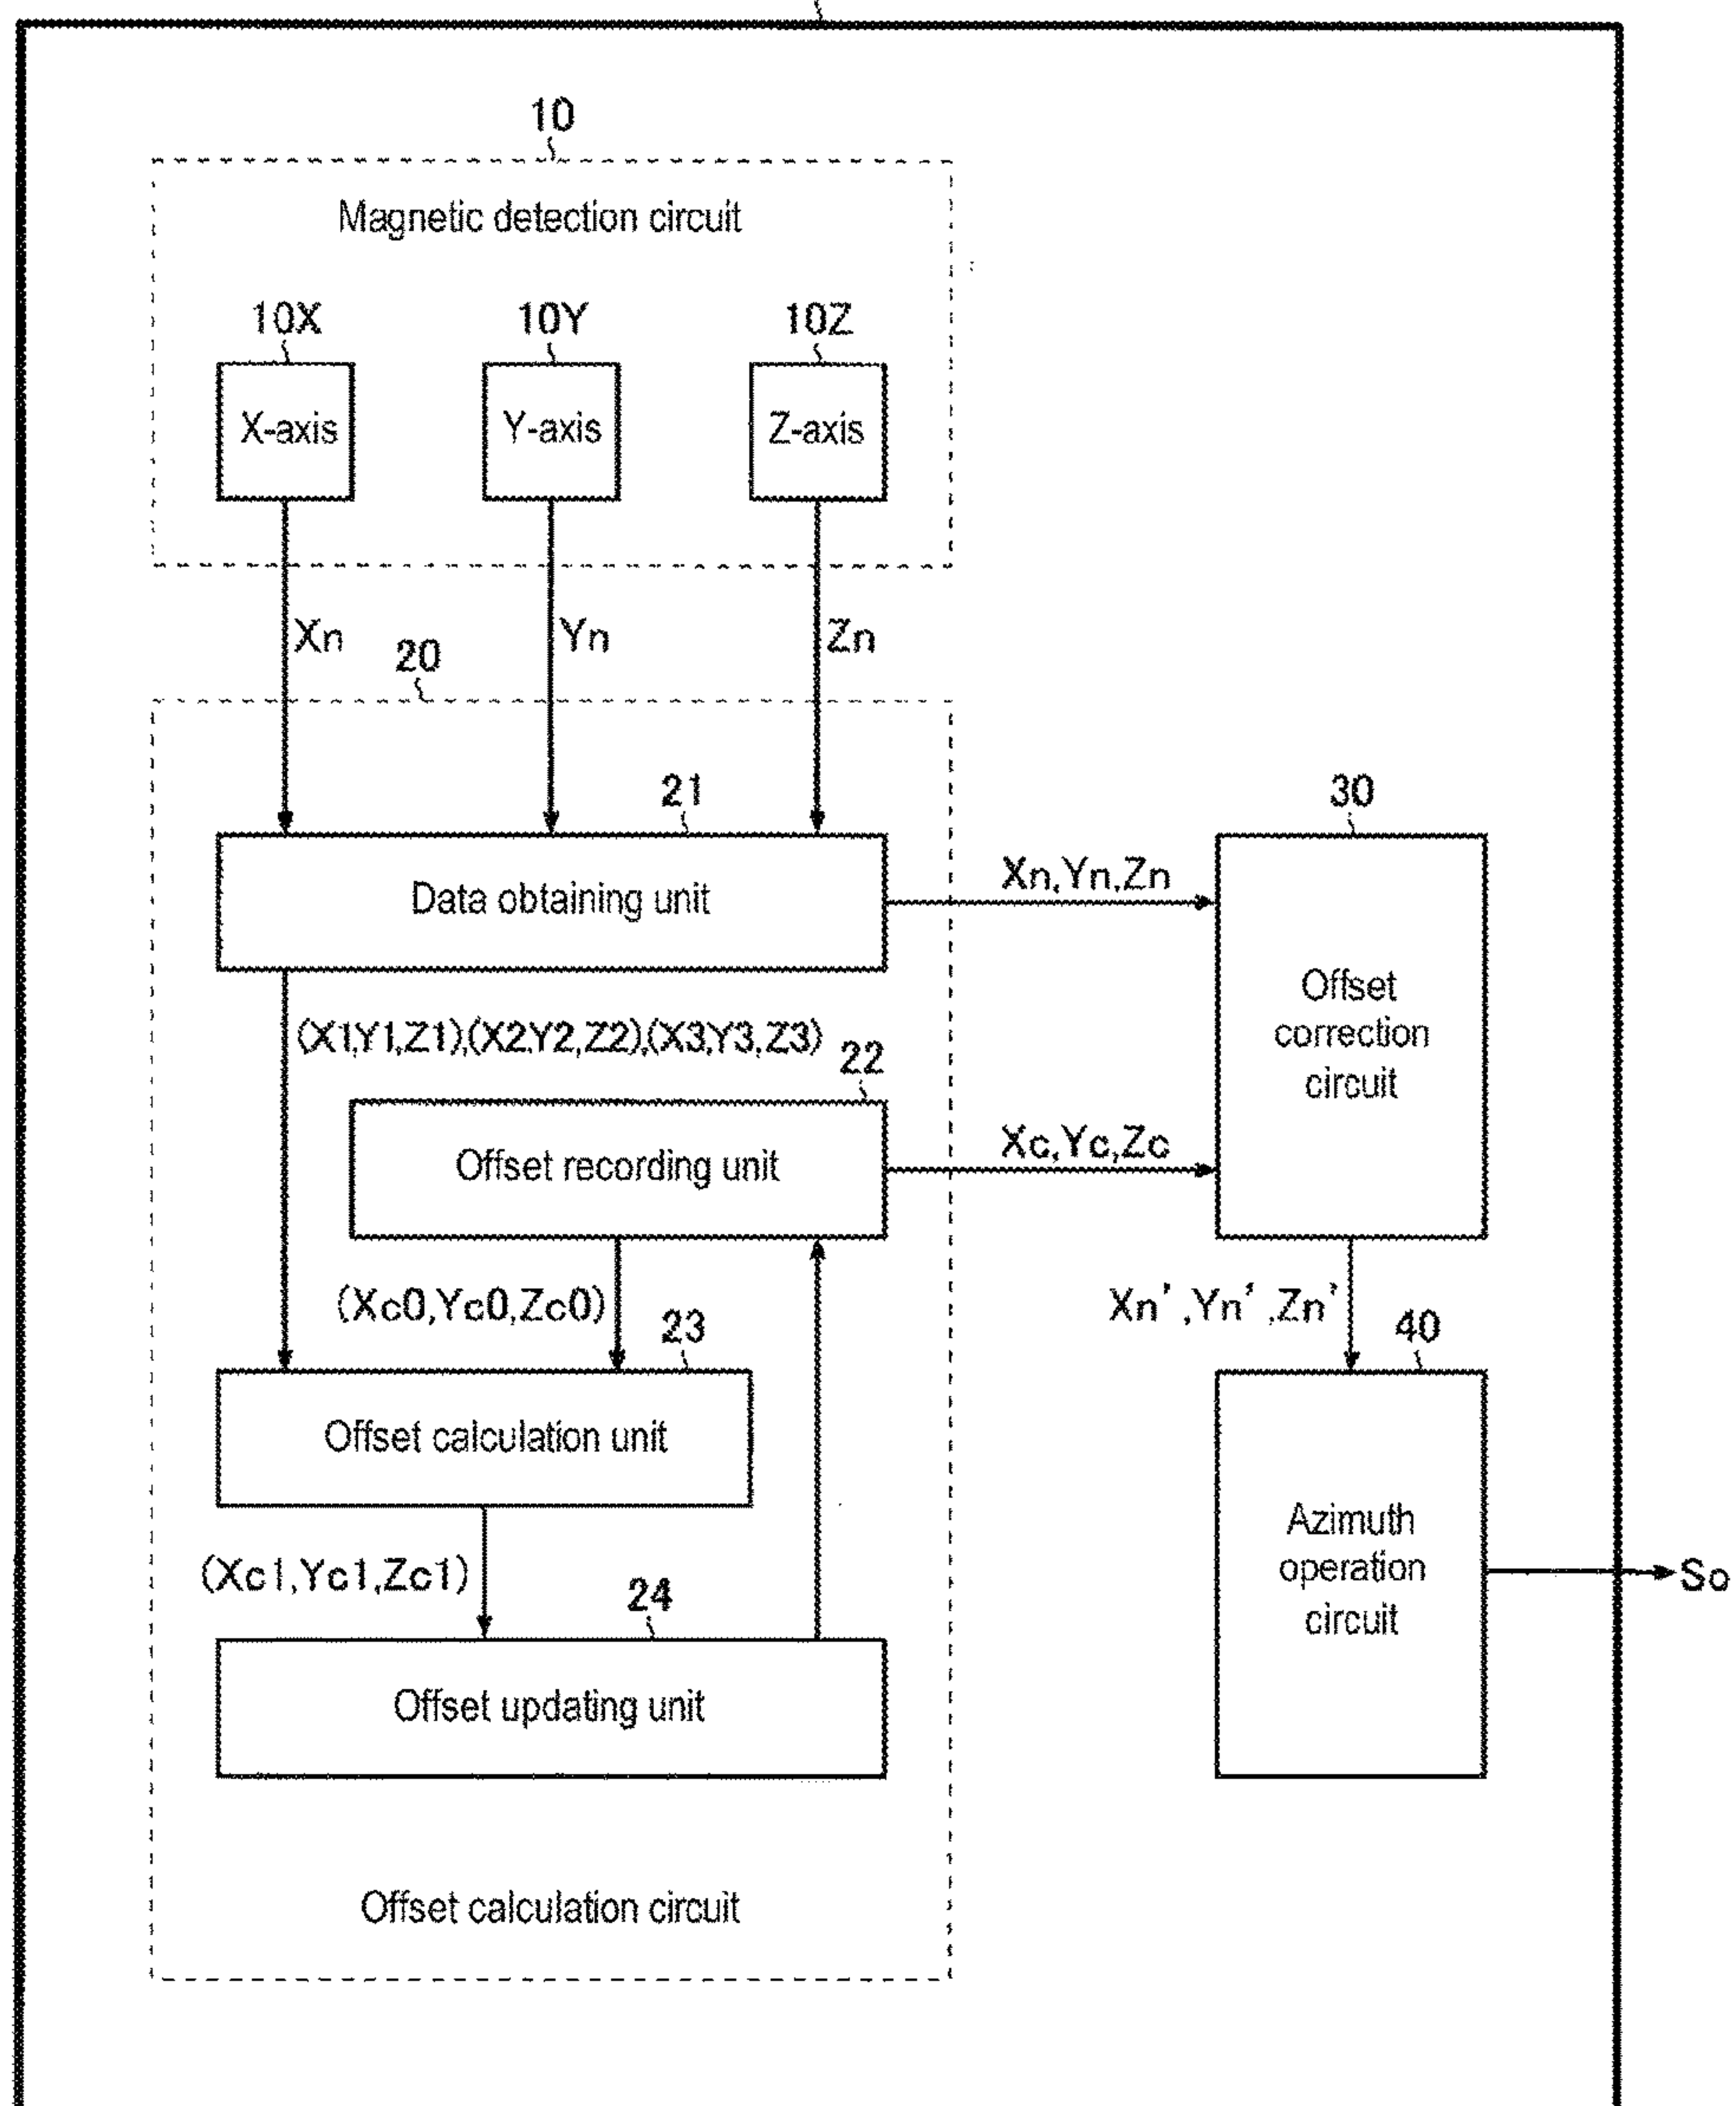 10
Magnetic detection circuit
10X 10Y 10Z
X-axis Y-axis Z-axis
Xn Yn Zn
20
21 30
Data obtaining unit
Xn,Yn,Zn
Offset
correction
circuit
(X1,Y1,Z1),(X2,Y2,Z2),(X3,Y3,Z3)
22
Offset recording unit
Xc,Yc,Zc
(Xc0,Yc0,Zc0)
Xn',Yn',Zn'
23 40
Offset calculation unit
(Xc1,Yc1,Zc1)
Azimuth
operation
circuit
So
24
Offset updating unit
Offset calculation circuit